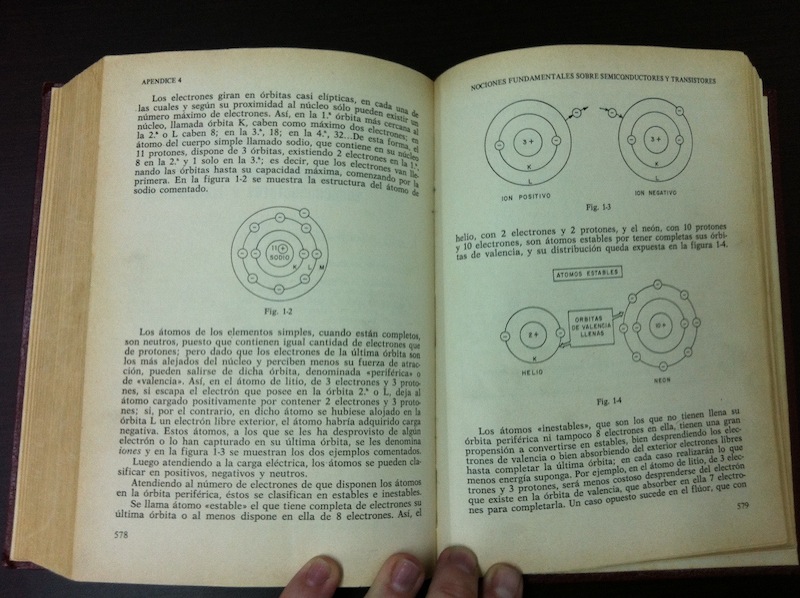 APENDICE 4
Los electrones giran en órbitas casi elípticas, en cada una de
las cuales y según su proximidad al núcleo sólo pueden existir un
número máximo de electrones. Así, en la 1.ª órbita más cercana al
núcleo, llamada órbita K, caben como máximo dos electrones; en
la 2.ª o L caben 8; en la 3.ª, 18; en la 4.ª, 32...De esta forma, el
átomo del cuerpo simple llamado sodio, que contiene en su núcleo
11 protones, dispone de 3 órbitas, existiendo 2 electrones en la 1.ª
8 en la 2.ª y 1 solo en la 3.ª; es decir, que los electrones van lle-
nando las órbitas hasta su capacidad máxima, comenzando por la
primera. En la figura 1-2 se muestra la estructura del átomo de
sodio comentado.
11 +
SODIO
K L M
Fig. 1-2
Los átomos de los elementos simples, cuando están completos,
son neutros, puesto que contienen igual cantidad de electrones que
de protones; pero dado que los electrones de la última órbita son
los más alejados del núcleo y perciben menos su fuerza de atrac-
ción, pueden salirse de dicha órbita, denominada «periférica» o
de «valencia». Así, en el átomo de litio, de 3 electrones y 3 proto-
nes, si escapa el electrón que posee en la órbita 2.ª o L, deja al
átomo cargado positivamente por contener 2 electrones y 3 proto-
nes; si, por el contrario, en dicho átomo se hubiese alojado en la
órbita L un electrón libre exterior, el átomo habría adquirido carga
negativa. Estos átomos, a los que se les ha desprovisto de algún
electrón o lo han capturado en su última órbita, se les denomina
iones y en la figura 1-3 se muestran los dos ejemplos comentados.
Luego atendiendo a la carga eléctrica, los átomos se pueden cla-
sificar en positivos, negativos y neutros.
Atendiendo al número de electrones de que disponen los átomos
en la órbita periférica, éstos se clasifican en estables e inestables.
Se llama átomo «estable» el que tiene completa de electrones su
última órbita o al menos dispone en ella de 8 electrones. Así, el
578
NOCIONES FUNDAMENTALES SOBRE SEMICONDUCTORES Y TRANSISTORES
3+
K
L
ION POSITIVO
3+
K
L
ION NEGATIVO
Fig. 1-3
helio, con 2 electrones y 2 protones, y el neón, con 10 protones
y 10 electrones, son átomos estables por tener completas sus órbi-
tas de valencia, y su distribución queda expuesta en la figura 1-4.
ATOMOS ESTABLES
2+
K
HELIO
ORBITAS
DE VALENCIA
LLENAS
10+
NEON
Fig. 1-4
Los átomos «inestables», que son los que no tienen llena su
órbita periférica ni tampoco 8 electrones en ella, tienen una gran
propensión a convertirse en estables, bien desprendiendo los elec-
trones de valencia o bien absorbiendo del exterior electrones libres
hasta completar la última órbita; en cada caso realizarán lo que
menos energía suponga. Por ejemplo, en el átomo de litio, de 3 elec-
trones y 3 protones, será menos costoso desprenderse del electrón
que existe en la órbita de valencia, que absorber en ella 7 electro-
nes para completarla. Un caso opuesto sucede en el flúor, que con
579